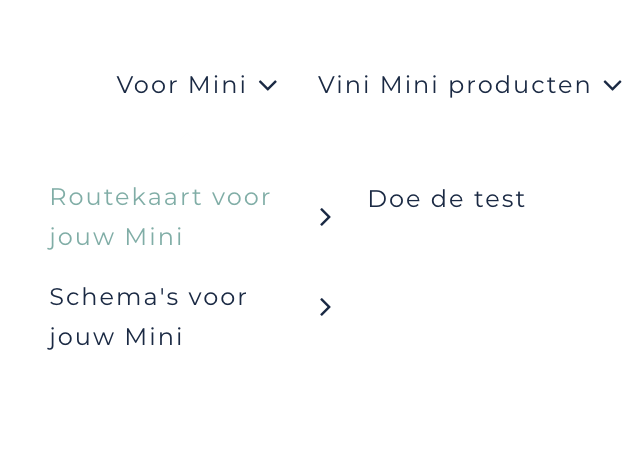 Voor Mini
Vini Mini producten
Routekaart voor
jouw Mini
Doe de test
Schema's voor
jouw Mini